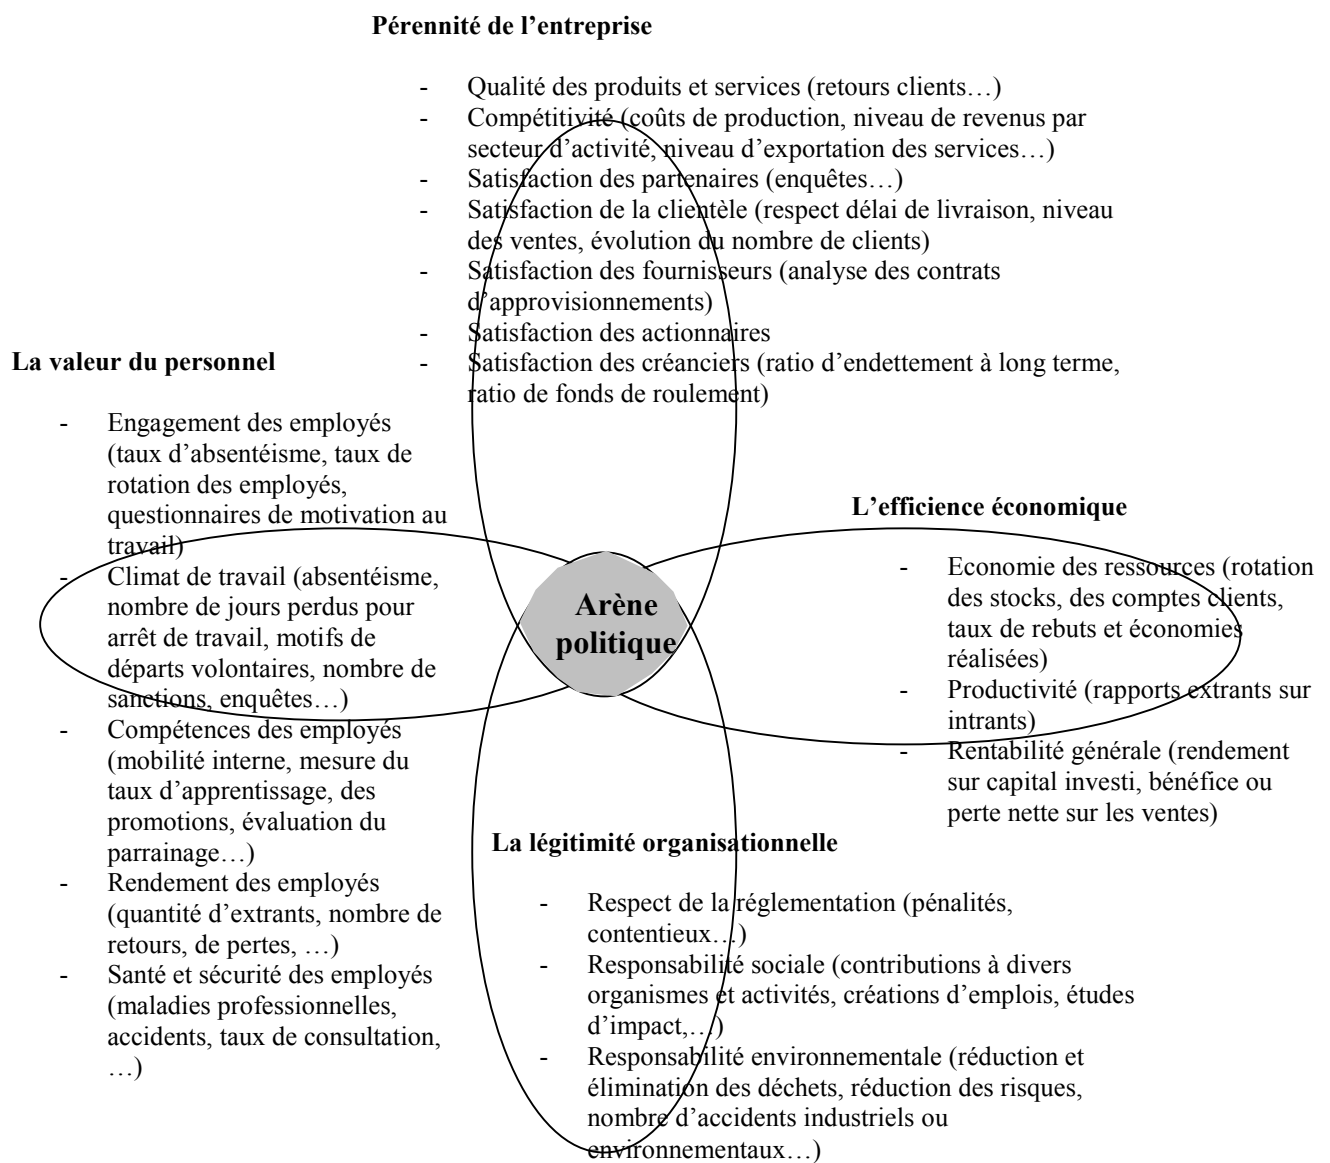 Pérennité de l’entreprise
- Qualité des produits et services (retours clients…)
- Compétitivité (coûts de production, niveau de revenus par
secteur d’activité, niveau d’exportation des services…)
- Satisfaction des partenaires (enquêtes…)
- Satisfaction de la clientèle (respect délai de livraison, niveau
des ventes, évolution du nombre de clients)
- Satisfaction des fournisseurs (analyse des contrats
d’approvisionnements)
- Satisfaction des actionnaires
- Satisfaction des créanciers (ratio d’endettement à long terme,
ratio de fonds de roulement)
La valeur du personnel
- Engagement des employés
(taux d’absentéisme, taux de
rotation des employés,
questionnaires de motivation au
travail)
- Climat de travail (absentéisme,
nombre de jours perdus pour
arrêt de travail, motifs de
départs volontaires, nombre de
sanctions, enquêtes…)
- Compétences des employés
(mobilité interne, mesure du
taux d’apprentissage, des
promotions, évaluation du
parrainage…)
- Rendement des employés
(quantité d’extrants, nombre de
retours, de pertes, …)
- Santé et sécurité des employés
(maladies professionnelles,
accidents, taux de consultation,
…)
Arène
politique
L’efficience économique
- Economie des ressources (rotation
des stocks, des comptes clients,
taux de rebuts et économies
réalisées)
- Productivité (rapports extrants sur
intrants)
- Rentabilité générale (rendement
sur capital investi, bénéfice ou
perte nette sur les ventes)
La légitimité organisationnelle
- Respect de la réglementation (pénalités,
contentieux…)
- Responsabilité sociale (contributions à divers
organismes et activités, créations d’emplois, études
d’impact,…)
- Responsabilité environnementale (réduction et
élimination des déchets, réduction des risques,
nombre d’accidents industriels ou
environnementaux…)